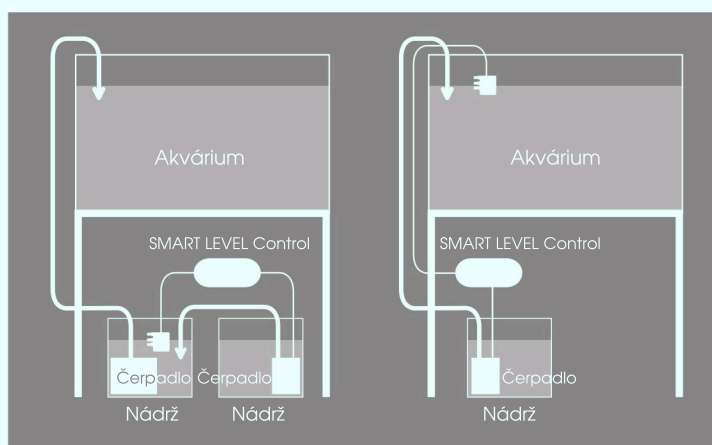 Akvárium
SMART LEVEL Control
Čerpadlo
Čerpadlo
Nádrž
Nádrž
Akvárium
SMART LEVEL Control
Čerpadlo
Nádrž